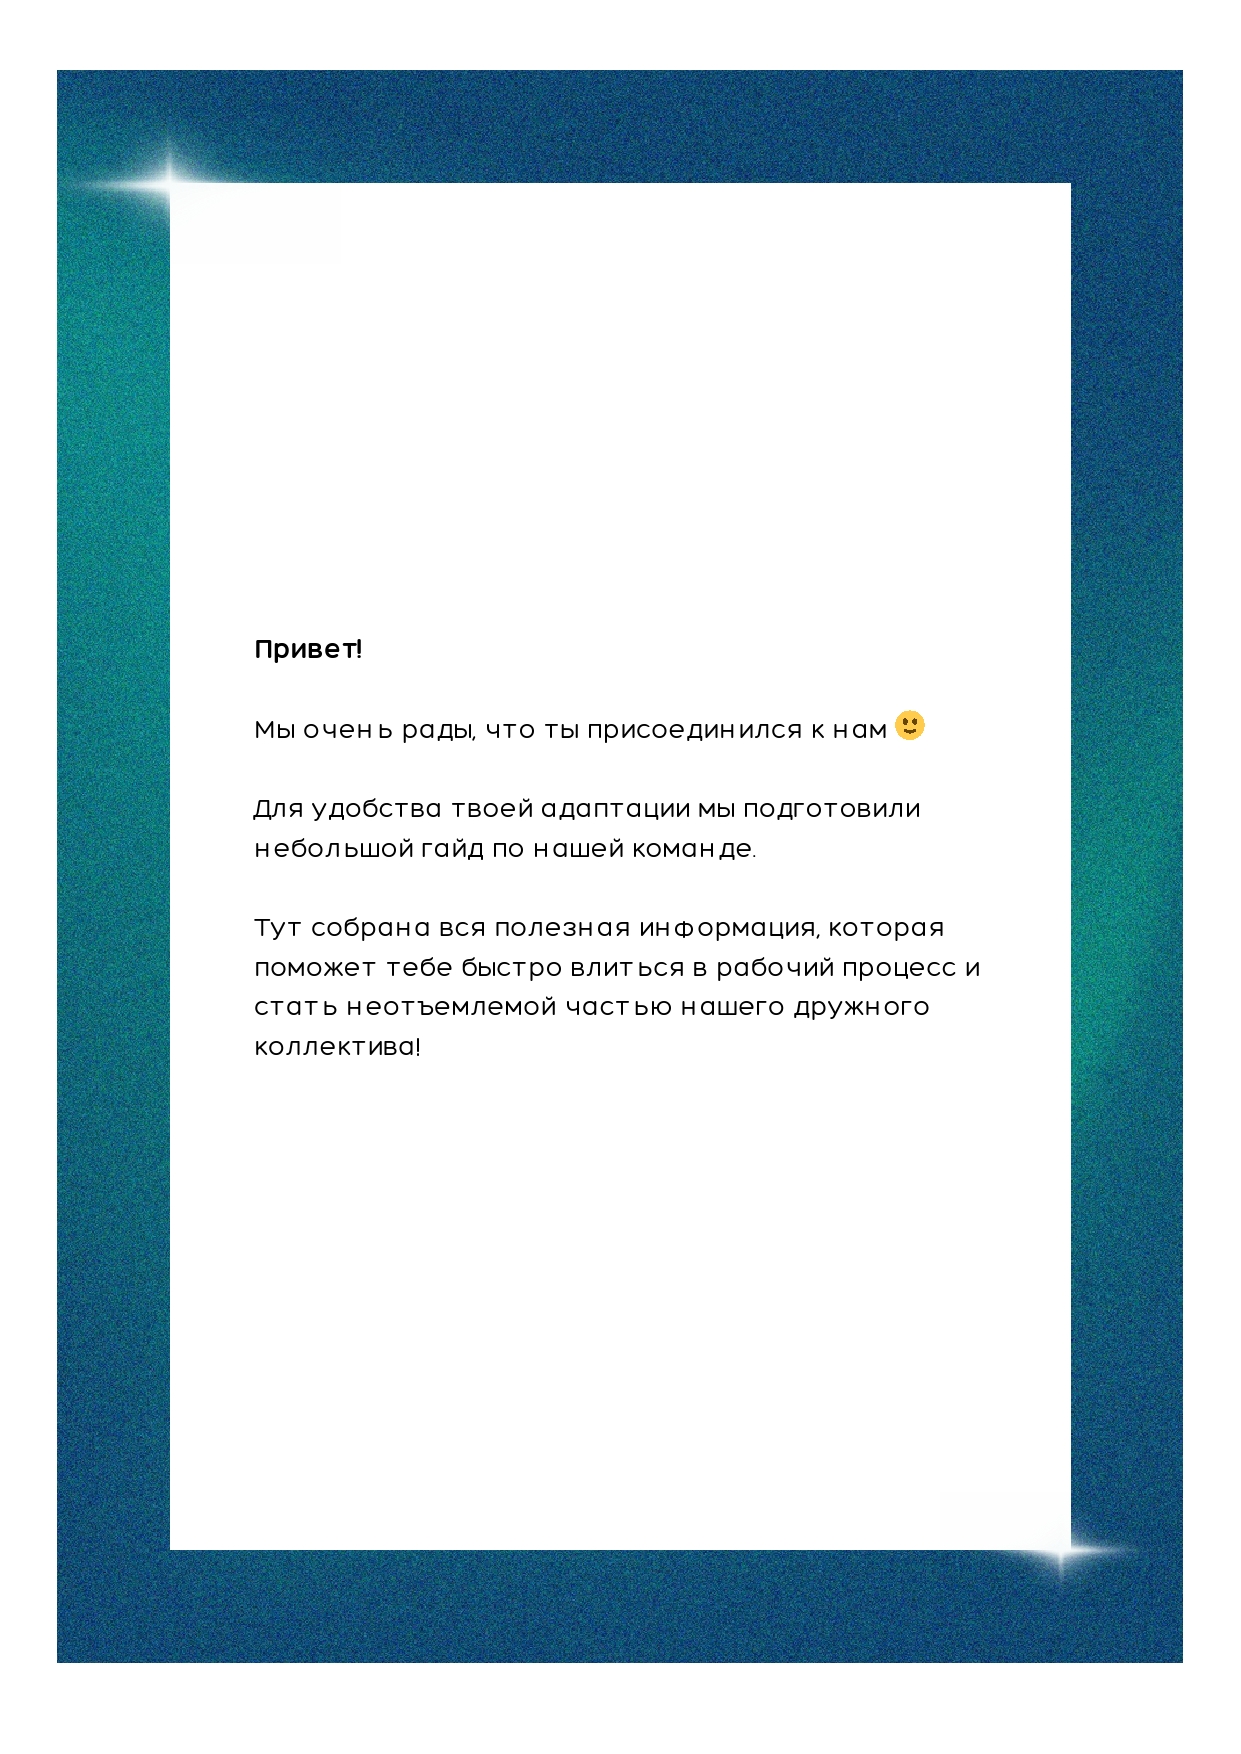 Привет!
Мы очень рады, что ты присоединился к нам 🙂
Для удобства твоей адаптации мы подготовили
небольшой гайд по нашей команде.
Тут собрана вся полезная информация, которая
поможет тебе быстро влиться в рабочий процесс и
стать неотъемлемой частью нашего дружного
коллектива!